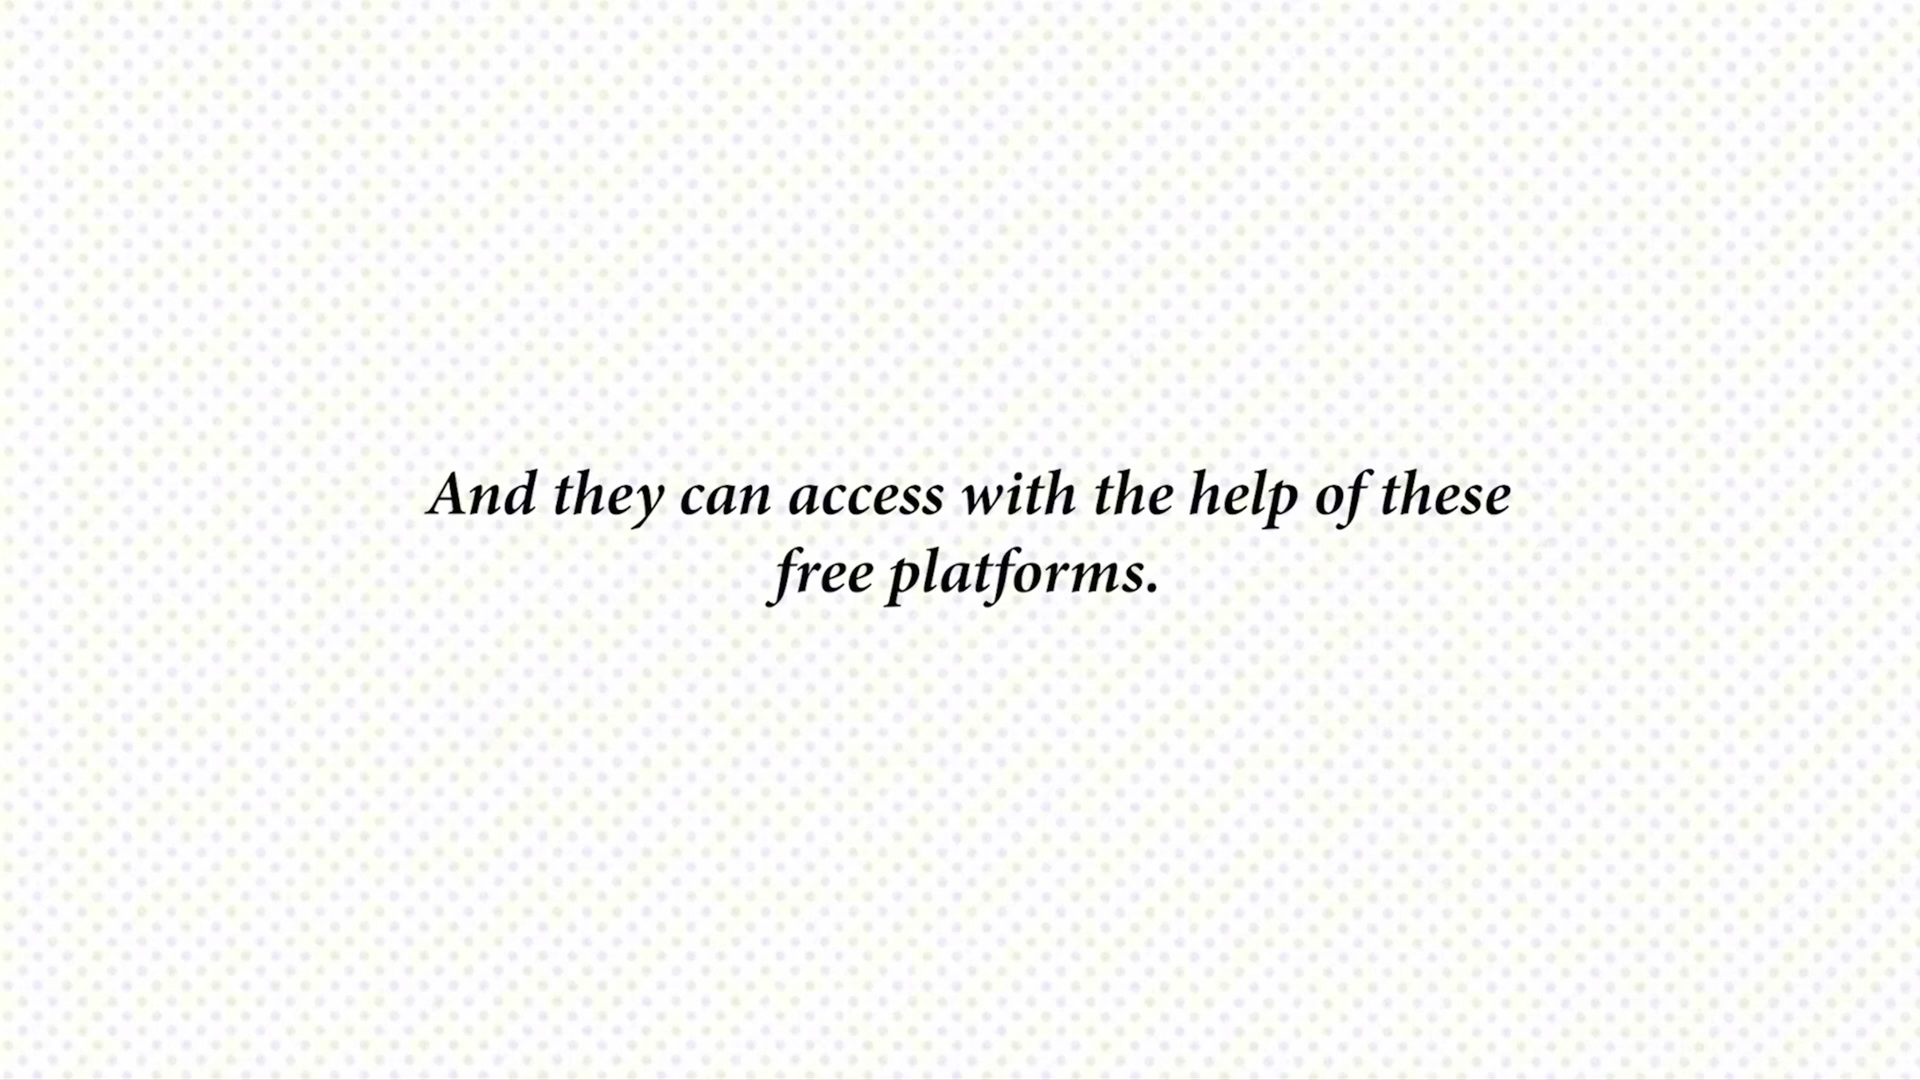 And they can access with the help of these
free platforms.